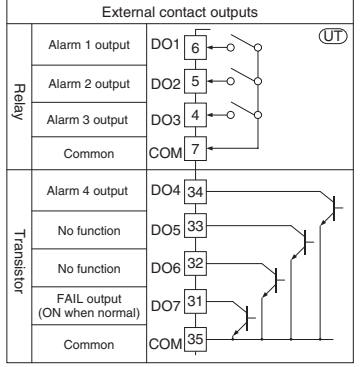 External contact outputs
UT
Relay
Alarm 1 output DO1 6
Alarm 2 output DO2 5
Alarm 3 output DO3 4
Common COM 7
Transistor
Alarm 4 output DO4 34
No function DO5 33
No function DO6 32
FAIL output
(ON when normal) DO7 31
Common COM 35